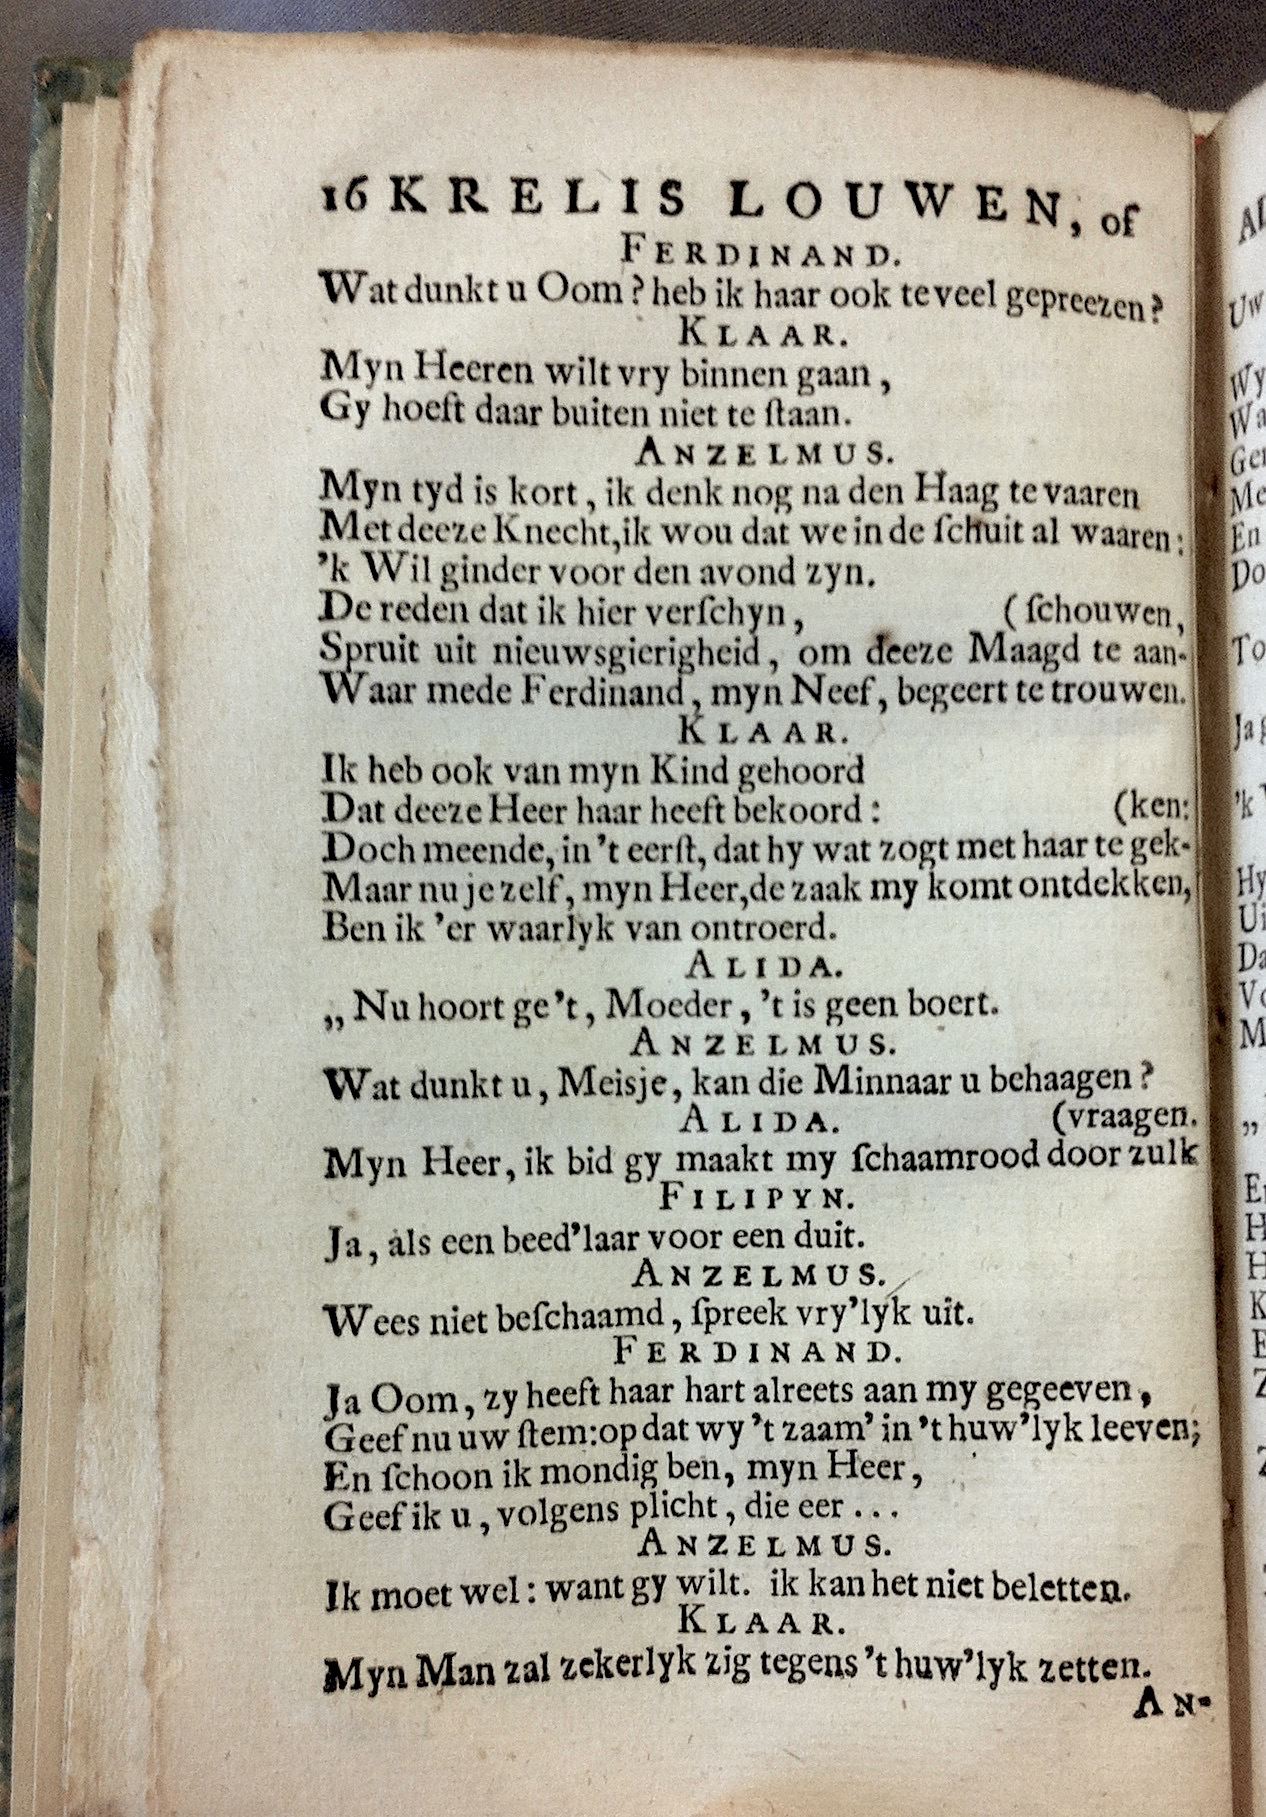 16 KRELIS LOUWEN, of
FERDINAND.
Wat dunkt u Oom? heb ik haar ook te veel gepreezen?
KLAAR.
Myn Heeren wilt vry binnen gaan,
Gy hoeft daar buiten niet te ſtaan.
ANZELMUS.
Myn tyd is kort, ik denk nog na den Haag te vaaren
Met deeze Knecht, ik wou dat we in de ſchuit al waaren:
’k Wil ginder voor den avond zyn.
De reden dat ik hier verſchyn, (ſchouwen,
Spruit uit nieuwsgierigheid, om deeze Maagd te aan-
Waar mede Ferdinand, myn Neef, begeert te trouwen.
KLAAR.
Ik heb ook van myn Kind gehoord
Dat deeze Heer haar heeft bekoord: (ken:
Doch meende, in ’t eerſt, dat hy wat zogt met haar te gek-
Maar nu je zelf, myn Heer, de zaak my komt ontdekken,
Ben ik ’er waarlyk van ontroerd.
ALIDA.
„Nu hoort ge ’t, Moeder, ’t is geen boert.
ANZELMUS.
Wat dunkt u, Meisje, kan die Minnaar u behaagen?
ALIDA. (vraagen.
Myn Heer, ik bid gy maakt my ſchaamrood door zulk
FILIPYN.
Ja, als een beed’laar voor een duit.
ANZELMUS.
Wees niet beſchaamd, ſpreek vry’lyk uit.
FERDINAND.
Ja Oom, zy heeft haar hart alreets aan my gegeeven,
Geef nu uw ſtem: op dat wy ’t zaam’ in ’t huw’lyk leeven;
En ſchoon ik mondig ben, myn Heer,
Geef ik u, volgens plicht, die eer...
ANZELMUS.
Ik moet wel: want gy wilt. ik kan het niet beletten.
KLAAR.
Myn Man zal zekerlyk zig tegens ’t huw’lyk zetten.
AN-